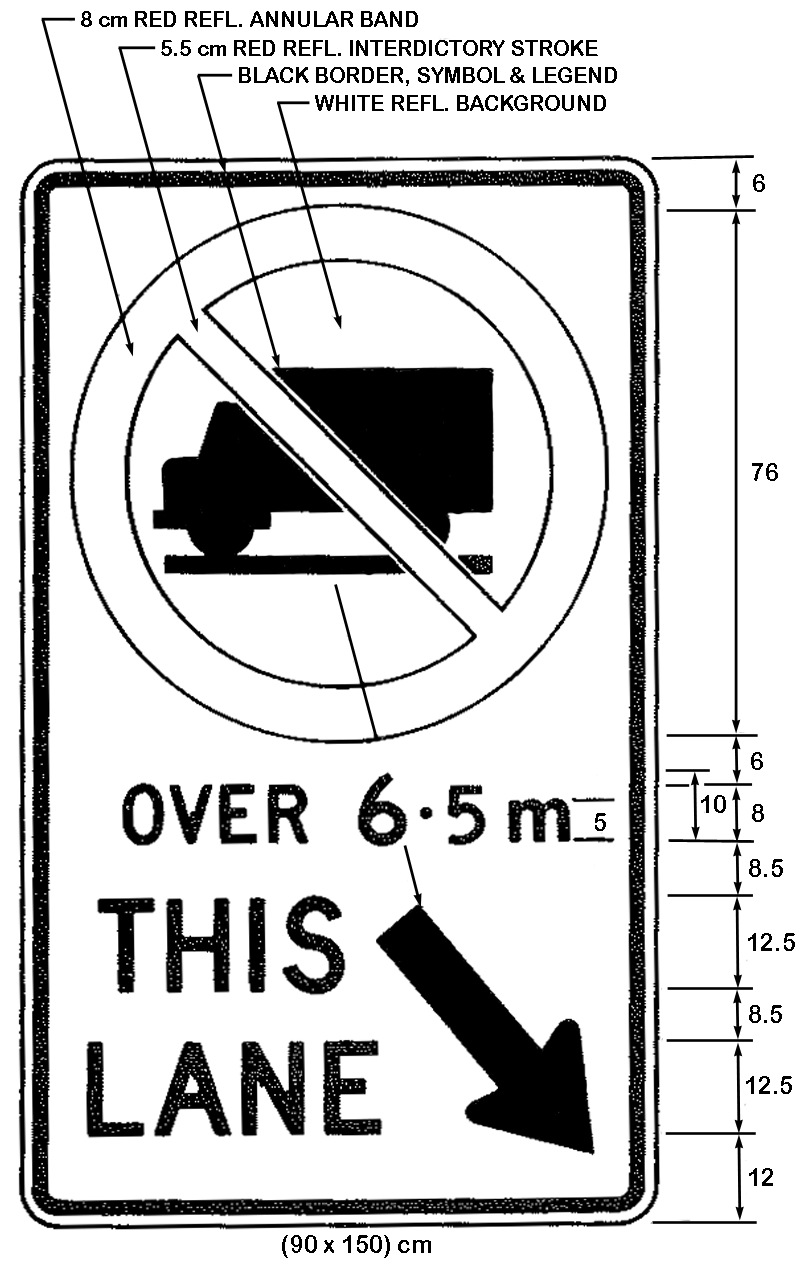 8 cm RED REFL. ANNULAR BAND
5.5 cm RED REFL. INTERDICTORY STROKE
BLACK BORDER, SYMBOL & LEGEND
WHITE REFL. BACKGROUND
6
76
6
OVER 6·5 m
5
10
8
8.5
THIS
12.5
8.5
LANE
12.5
12
(90 x 150) cm